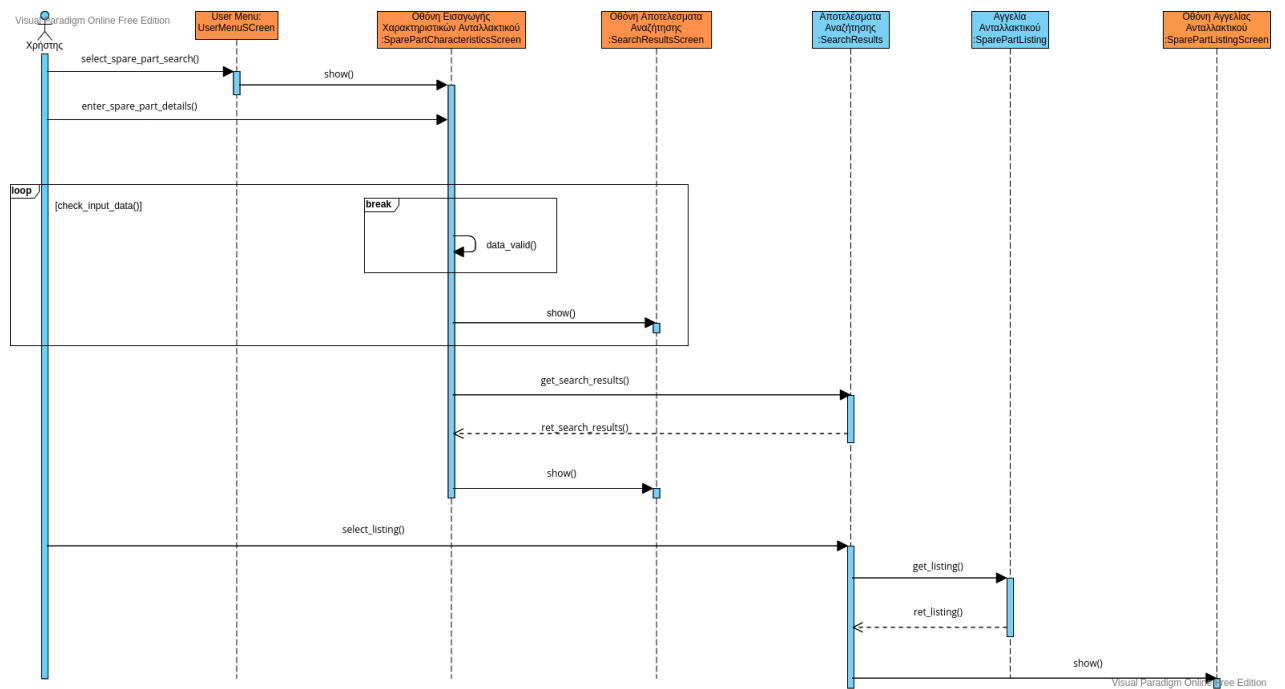 Visual Paradigm Online Free Edition
Χρήστης
User Menu:
UserMenuSCreen
Οθόνη Εισαγωγής
Χαρακτηριστικών Ανταλλακτικού
:SparePartCharacteristicsScreen
Οθόνη Αποτελεσματα
Αναζήτησης
:SearchResultsScreen
Αποτελέσματα
Αναζήτησης
:SearchResults
Αγγελία
Ανταλλακτικού
:SparePartListing
Οθόνη Αγγελίας
Ανταλλακτικού
:SparePartListingScreen
select_spare_part_search()
show()
enter_spare_part_details()
loop
[check_input_data()]
break
data_valid()
show()
get_search_results()
ret_search_results()
show()
select_listing()
get_listing()
ret_listing()
show()
Visual Paradigm Online Free Edition